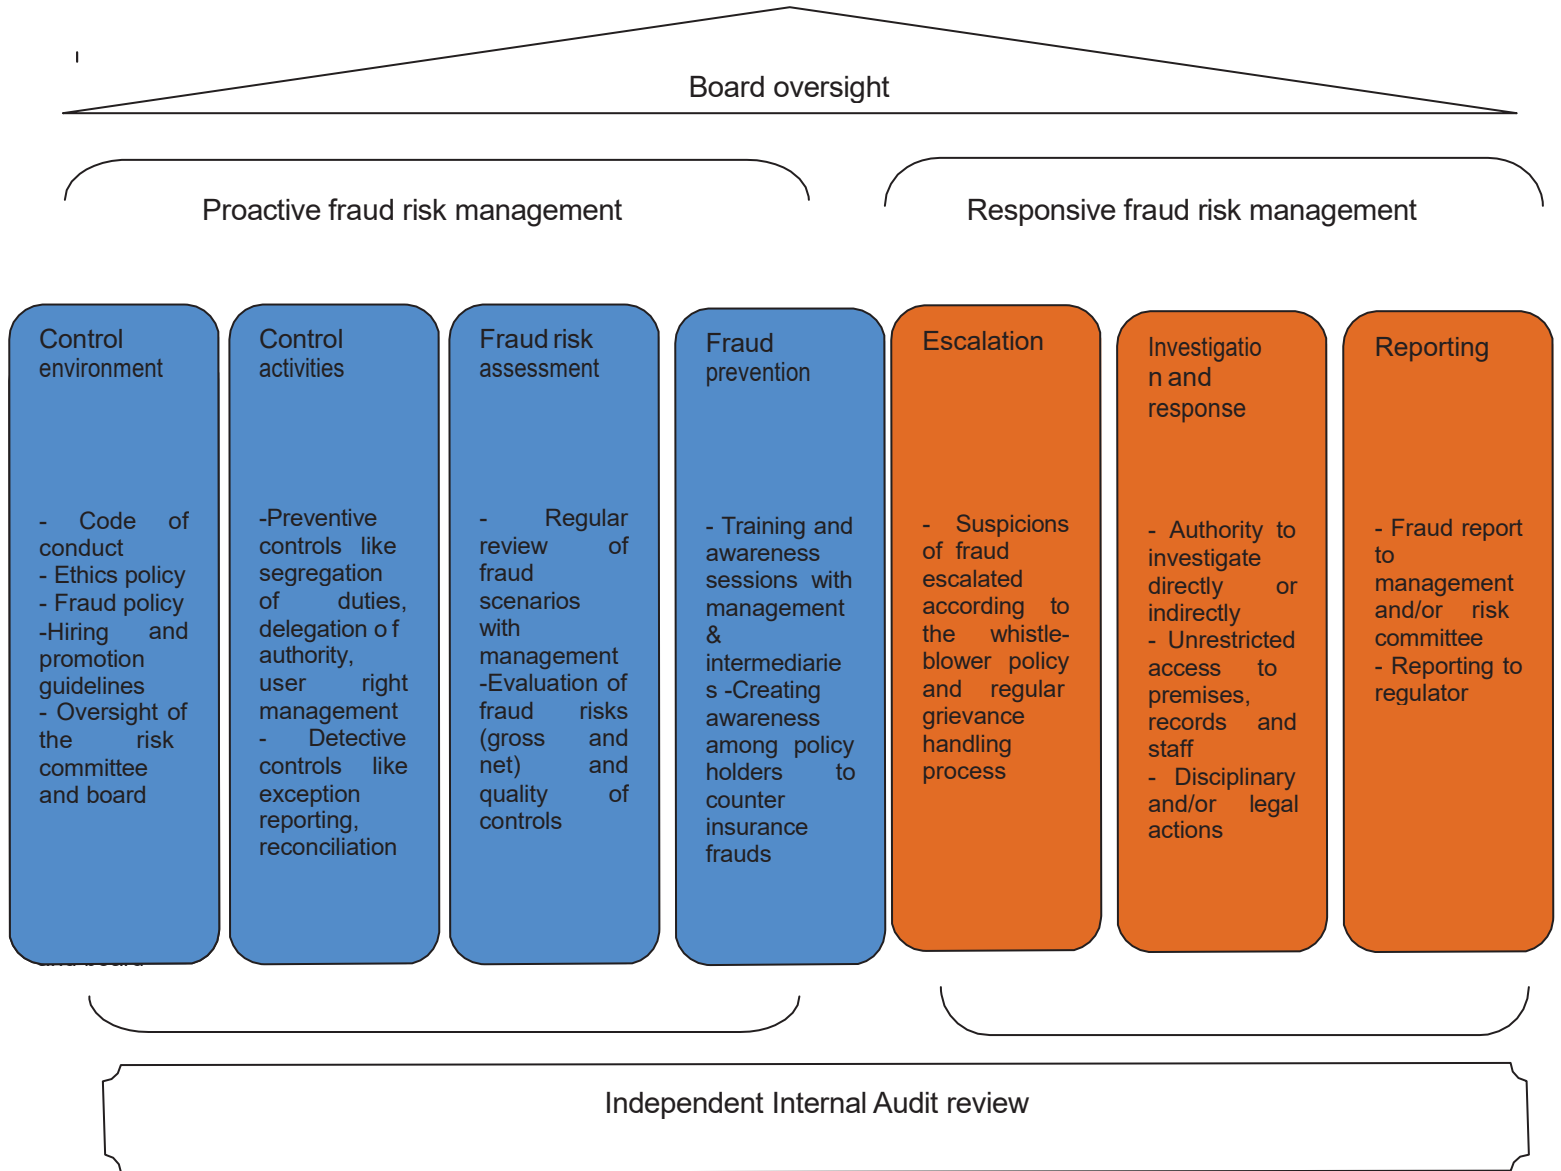 Board oversight
Proactive fraud risk management
Responsive fraud risk management
Control
environment
- Code of
conduct
- Ethics policy
- Fraud policy
-Hiring and
promotion
guidelines
- Oversight of
the risk
committee
and board
Control
activities
-Preventive
controls like
segregation
of duties,
delegation o f
authority,
user right
management
- Detective
controls like
exception
reporting,
reconciliation
Fraud risk
assessment
- Regular
review of
fraud
scenarios
with
management
-Evaluation of
fraud risks
(gross and
net) and
quality of
controls
Fraud
prevention
- Training and
awareness
sessions with
management
&
intermediarie
s -Creating
awareness
among policy
holders to
counter
insurance
frauds
Escalation
- Suspicions
of fraud
escalated
according to
the whistle-
blower policy
and regular
grievance
handling
process
Investigatio
n and
response
- Authority to
investigate
directly or
indirectly
- Unrestricted
access to
premises,
records and
staff
- Disciplinary
and/or legal
actions
Reporting
- Fraud report
to
management
and/or risk
committee
- Reporting to
regulator
Independent Internal Audit review